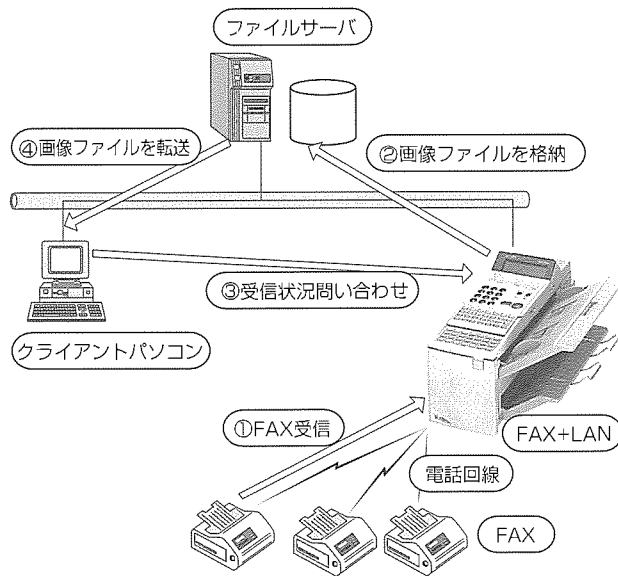 ファイルサーバ
④画像ファイルを転送
②画像ファイルを格納
③受信状況問い合わせ
クライアントパソコン
①FAX受信
FAX+LAN
電話回線
FAX